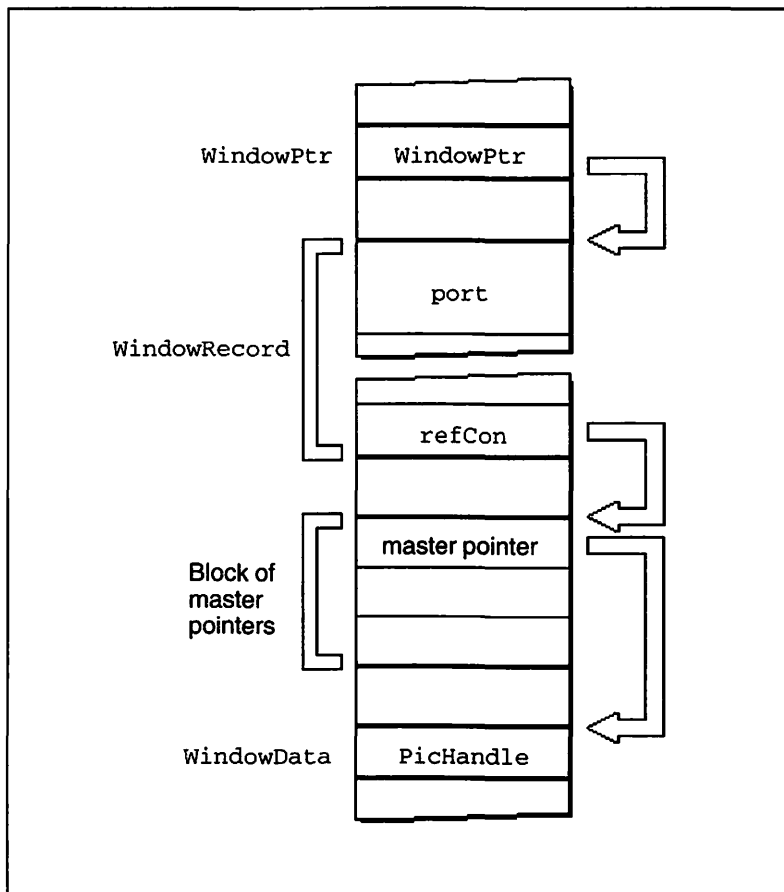 WindowPtr WindowPtr
port
WindowRecord
refCon
master pointer
Block of
master
pointers
WindowData PicHandle